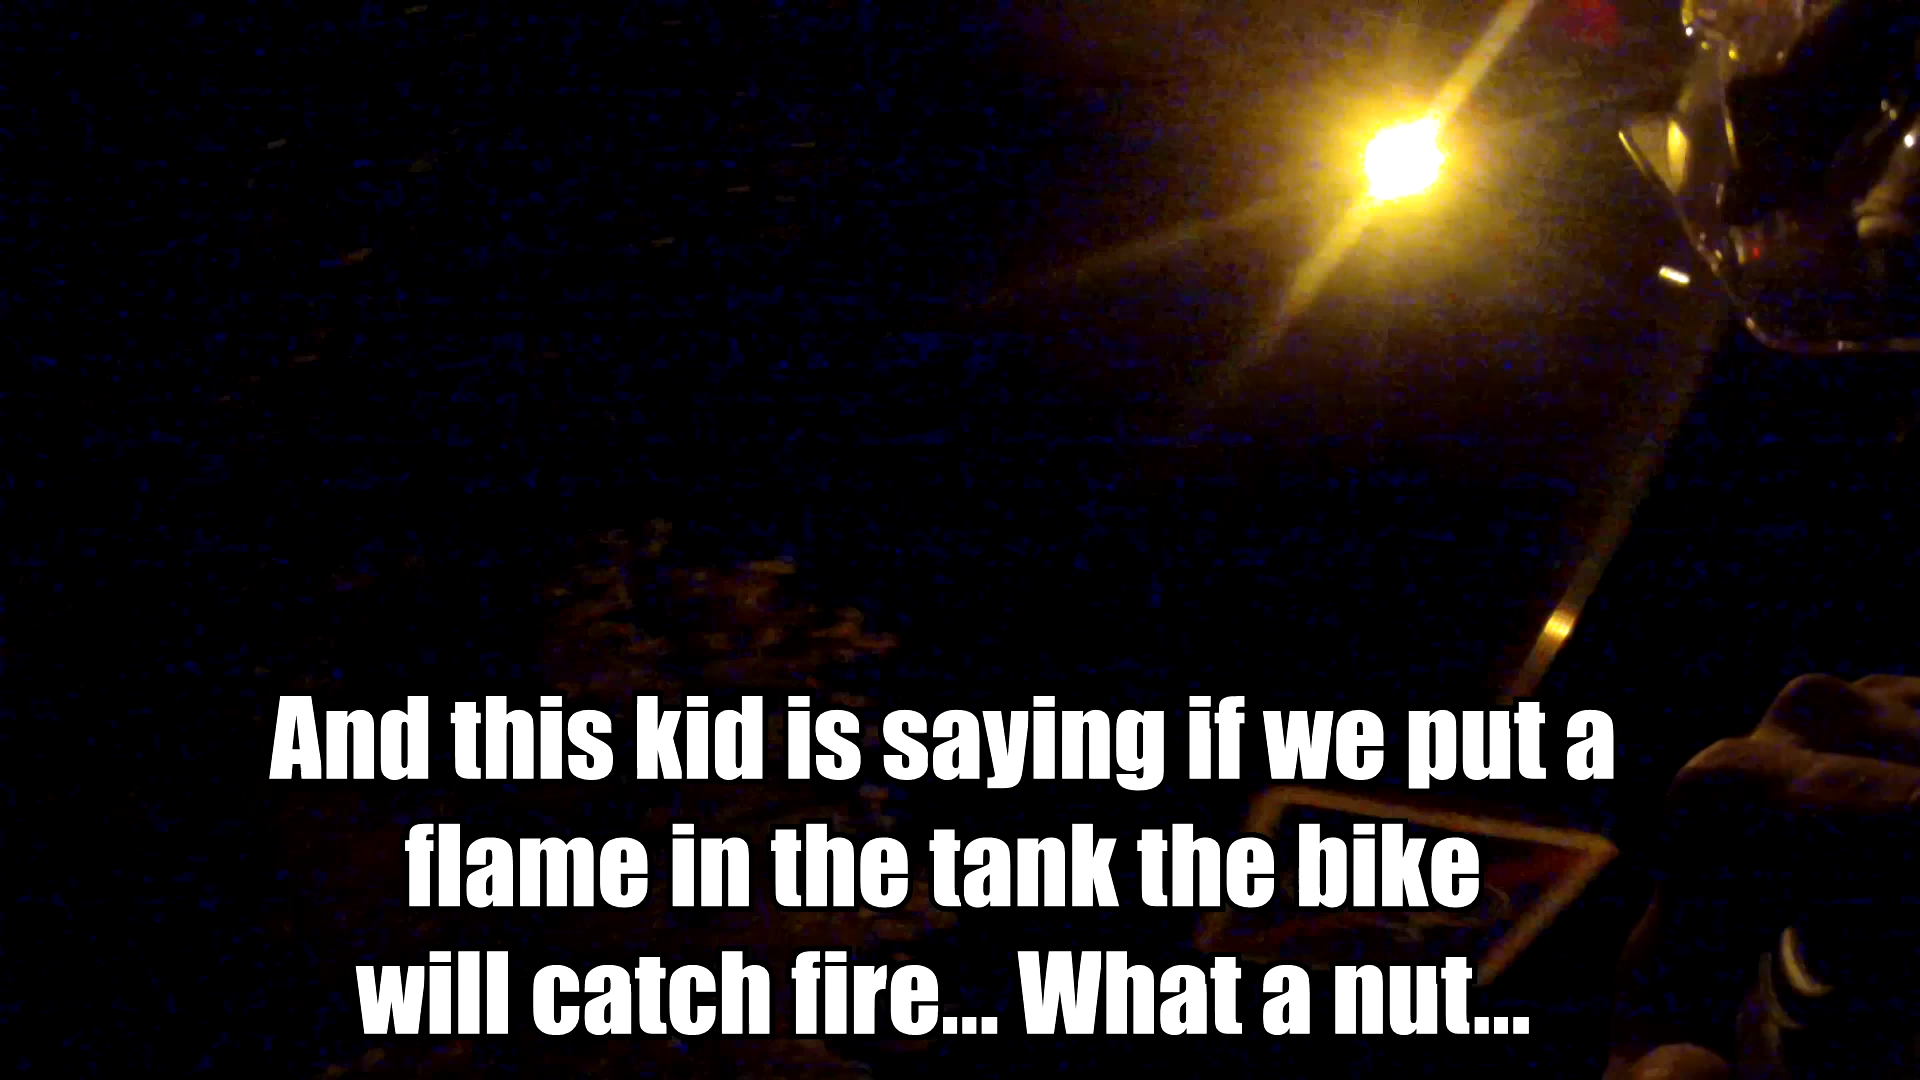 And this kid is saying if we put a
flame in the tank the bike
will catch fire... What a nut...